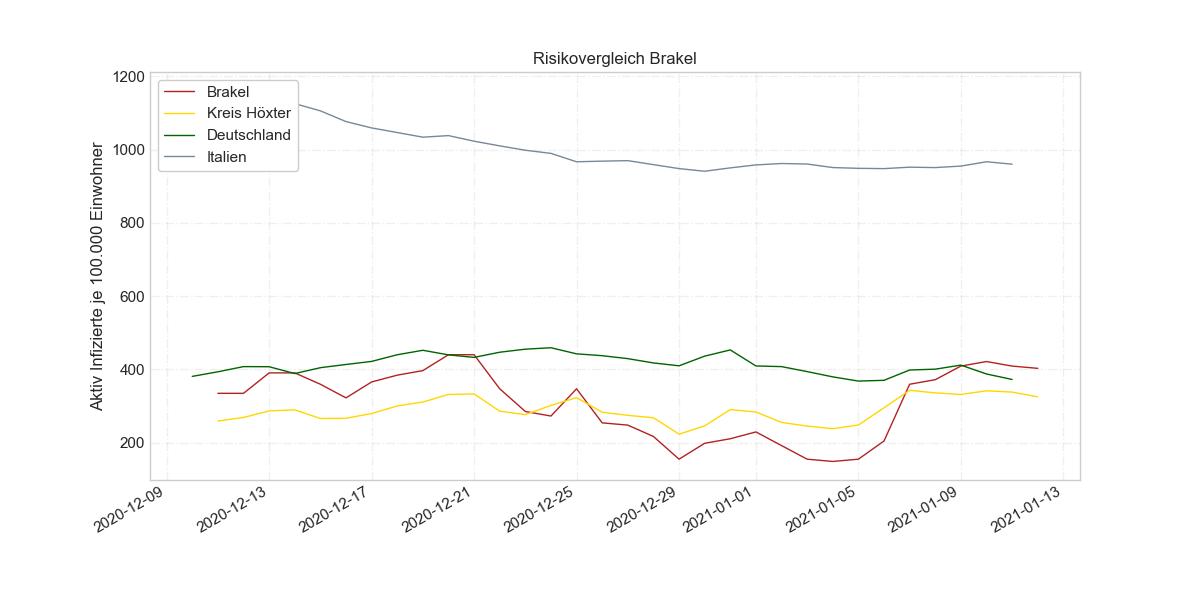 Risikovergleich Brakel
Aktiv Infizierte je 100.000 Einwohner
1200
1000
800
600
400
200
Brakel
Kreis Höxter
Deutschland
Italien
2020-12-09
2020-12-13
2020-12-17
2020-12-21
2020-12-25
2020-12-29
2021-01-01
2021-01-05
2021-01-09
2021-01-13